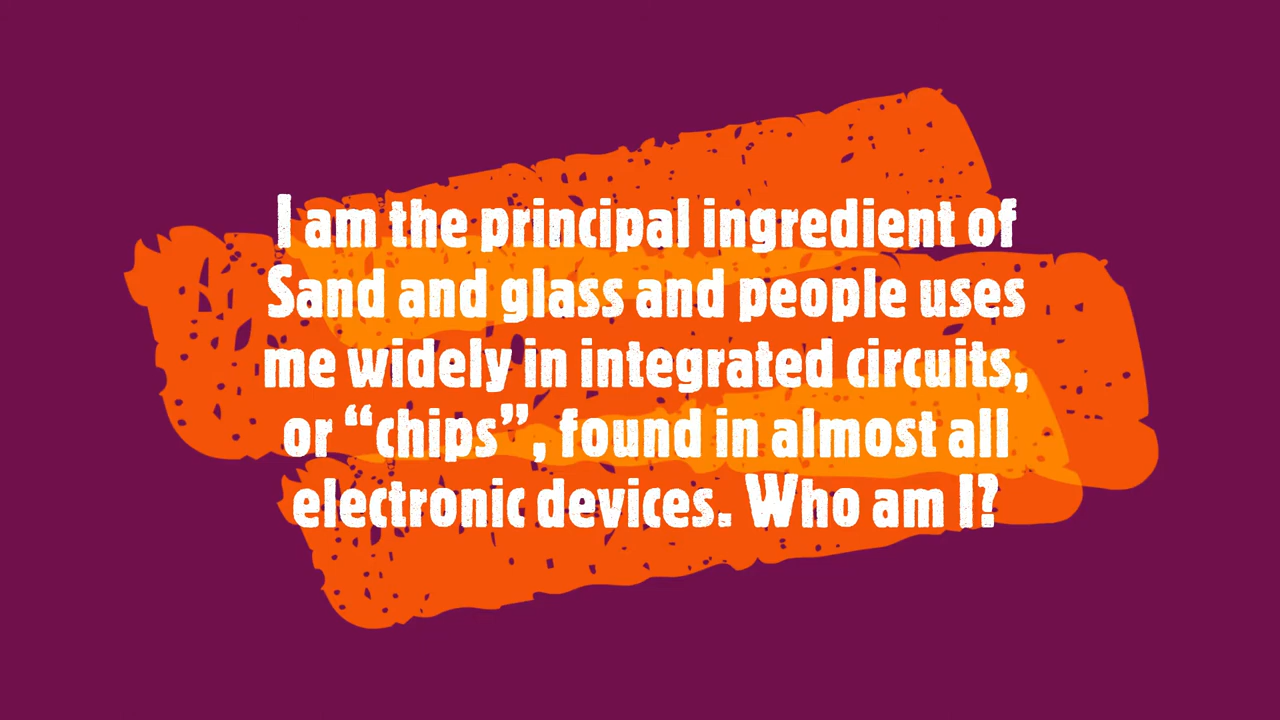 I am the principal ingredient of
Sand and glass and people uses
me widely in integrated circuits,
or “chips”, found in almost all
electronic devices. Who am I?